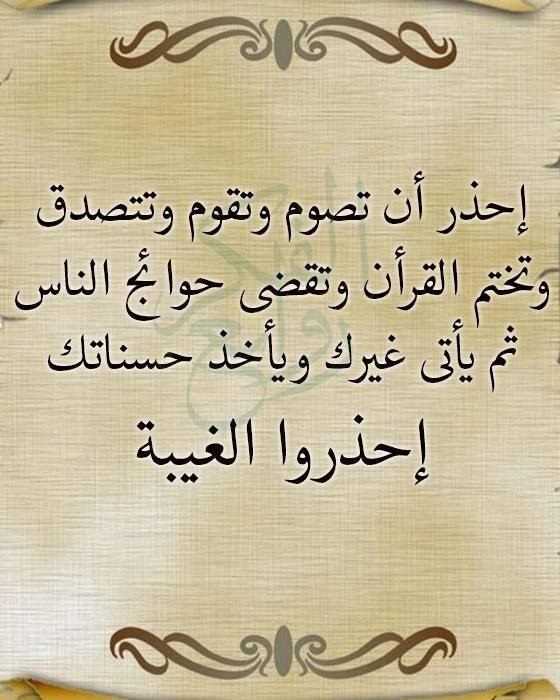 إحذر أن تصوم وتقوم وتتصدق
وتختم القرأن وتقضى حوائج الناس
ثم يأتى غيرك ويأخذ حسناتك
إحذروا الغيبة